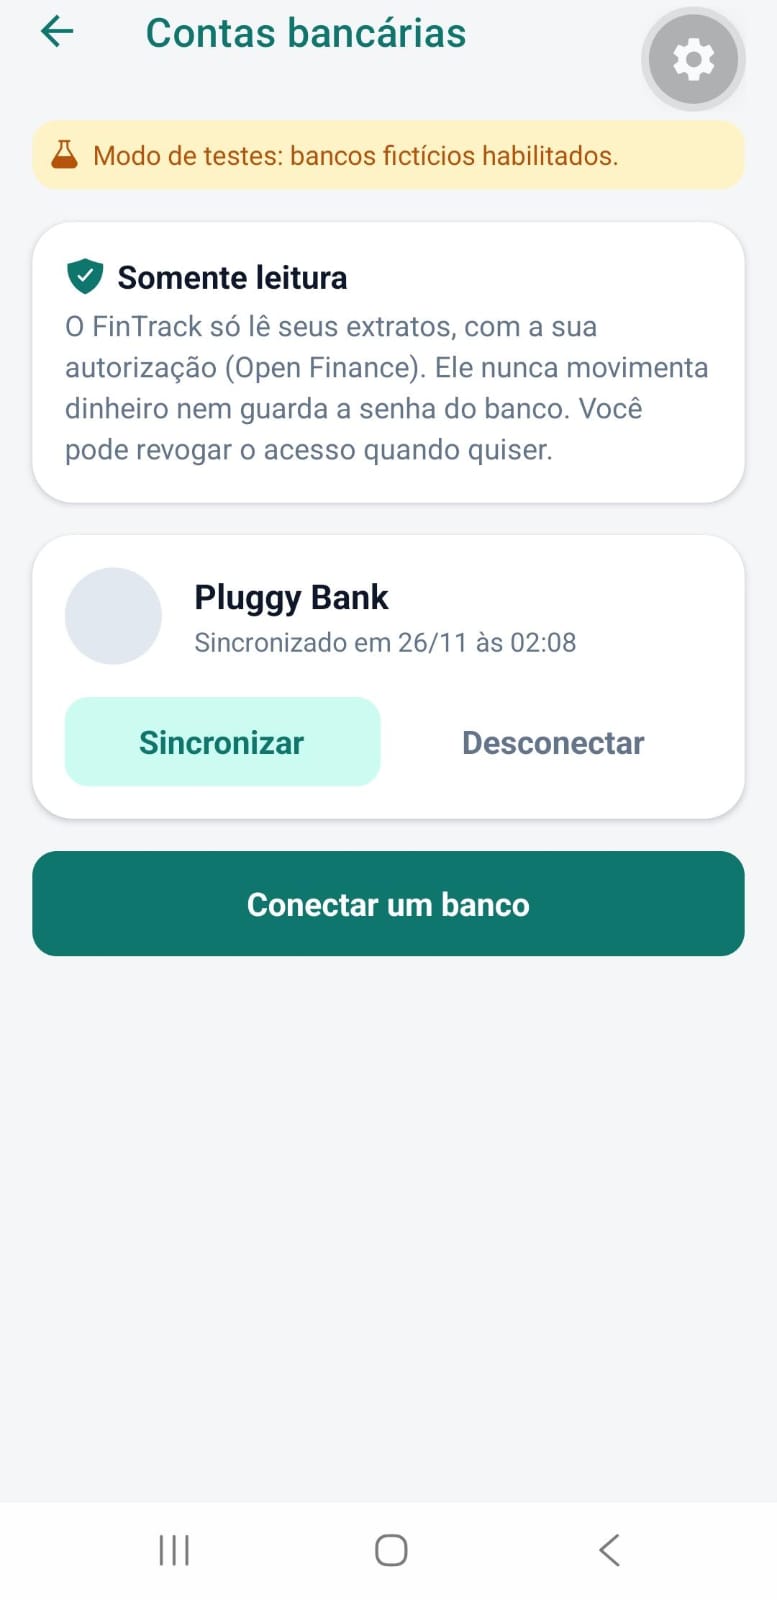 Contas bancárias
Modo de testes: bancos fictícios habilitados.
Somente leitura
O FinTrack só lê seus extratos, com a sua
autorização (Open Finance). Ele nunca movimenta
dinheiro nem guarda a senha do banco. Você
pode revogar o acesso quando quiser.
Pluggy Bank
Sincronizado em 26/11 às 02:08
Sincronizar
Desconectar
Conectar um banco